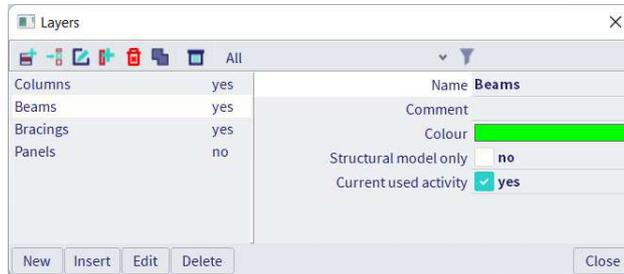 Layers
All
Columns yes
Beams yes
Bracings yes
Panels no
Name Beams
Comment
Colour
Structural model only no
Current used activity yes
New Insert Edit Delete Close